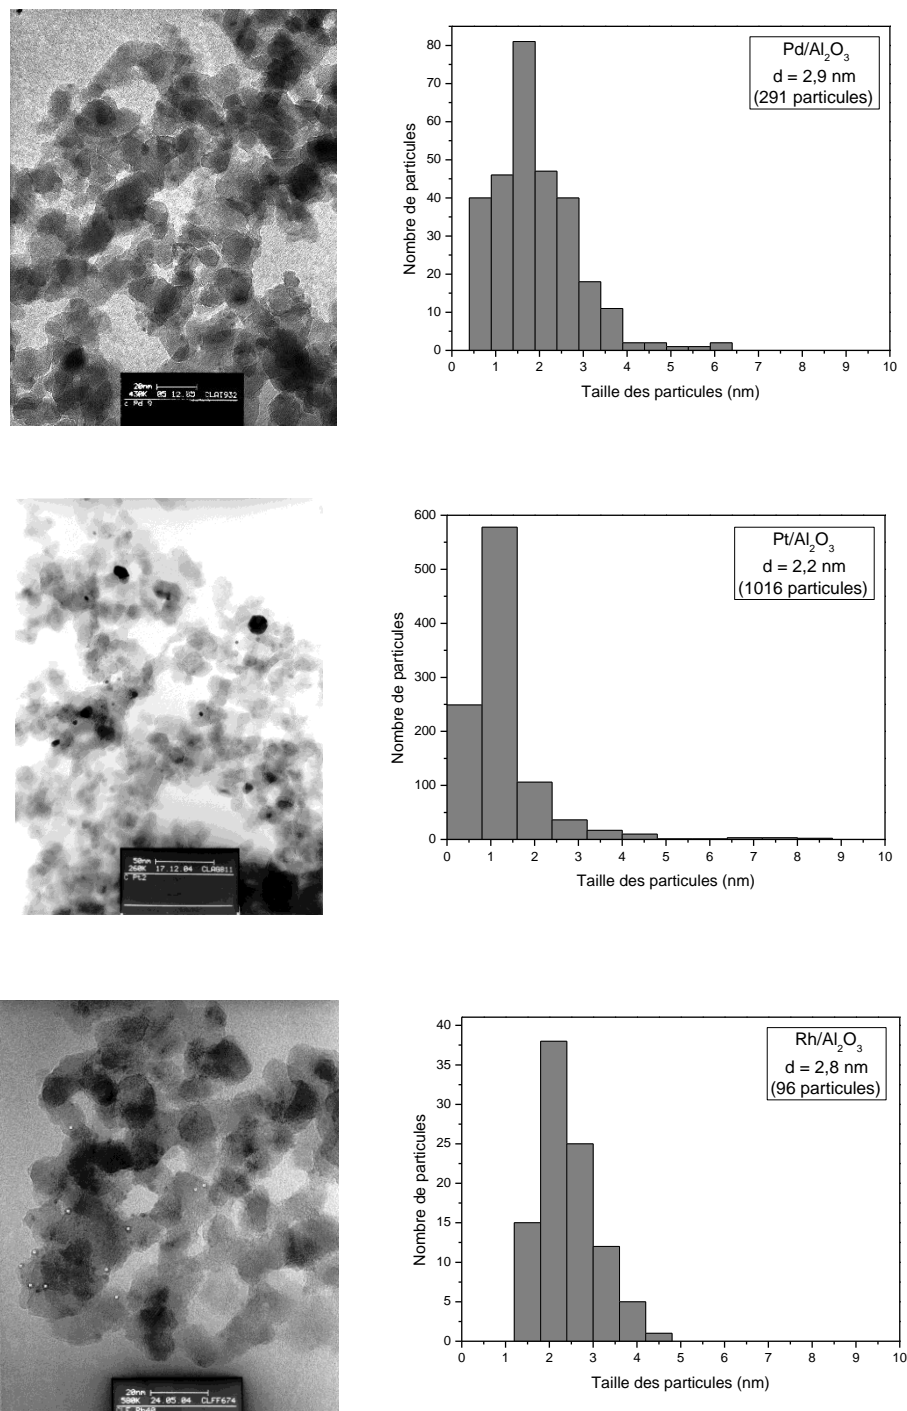 Pd/Al2O3
d = 2,9 nm
(291 particules)
80
70
60
50
40
30
20
10
0
Nombre de particules
0 1 2 3 4 5 6 7 8 9 10
Taille des particules (nm)
20nm
430K 05 12.05 CLAI932
c Pd 9
Pt/Al2O3
d = 2,2 nm
(1016 particules)
600
500
400
300
200
100
0
Nombre de particules
0 1 2 3 4 5 6 7 8 9 10
Taille des particules (nm)
50nm
260K 17.12 04 CLAG811
C Pt2
Rh/Al2O3
d = 2,8 nm
(96 particules)
40
35
30
25
20
15
10
5
0
Nombre de particules
0 1 2 3 4 5 6 7 8 9 10
Taille des particules (nm)
20nm
580K 24 05 04 CLFF674